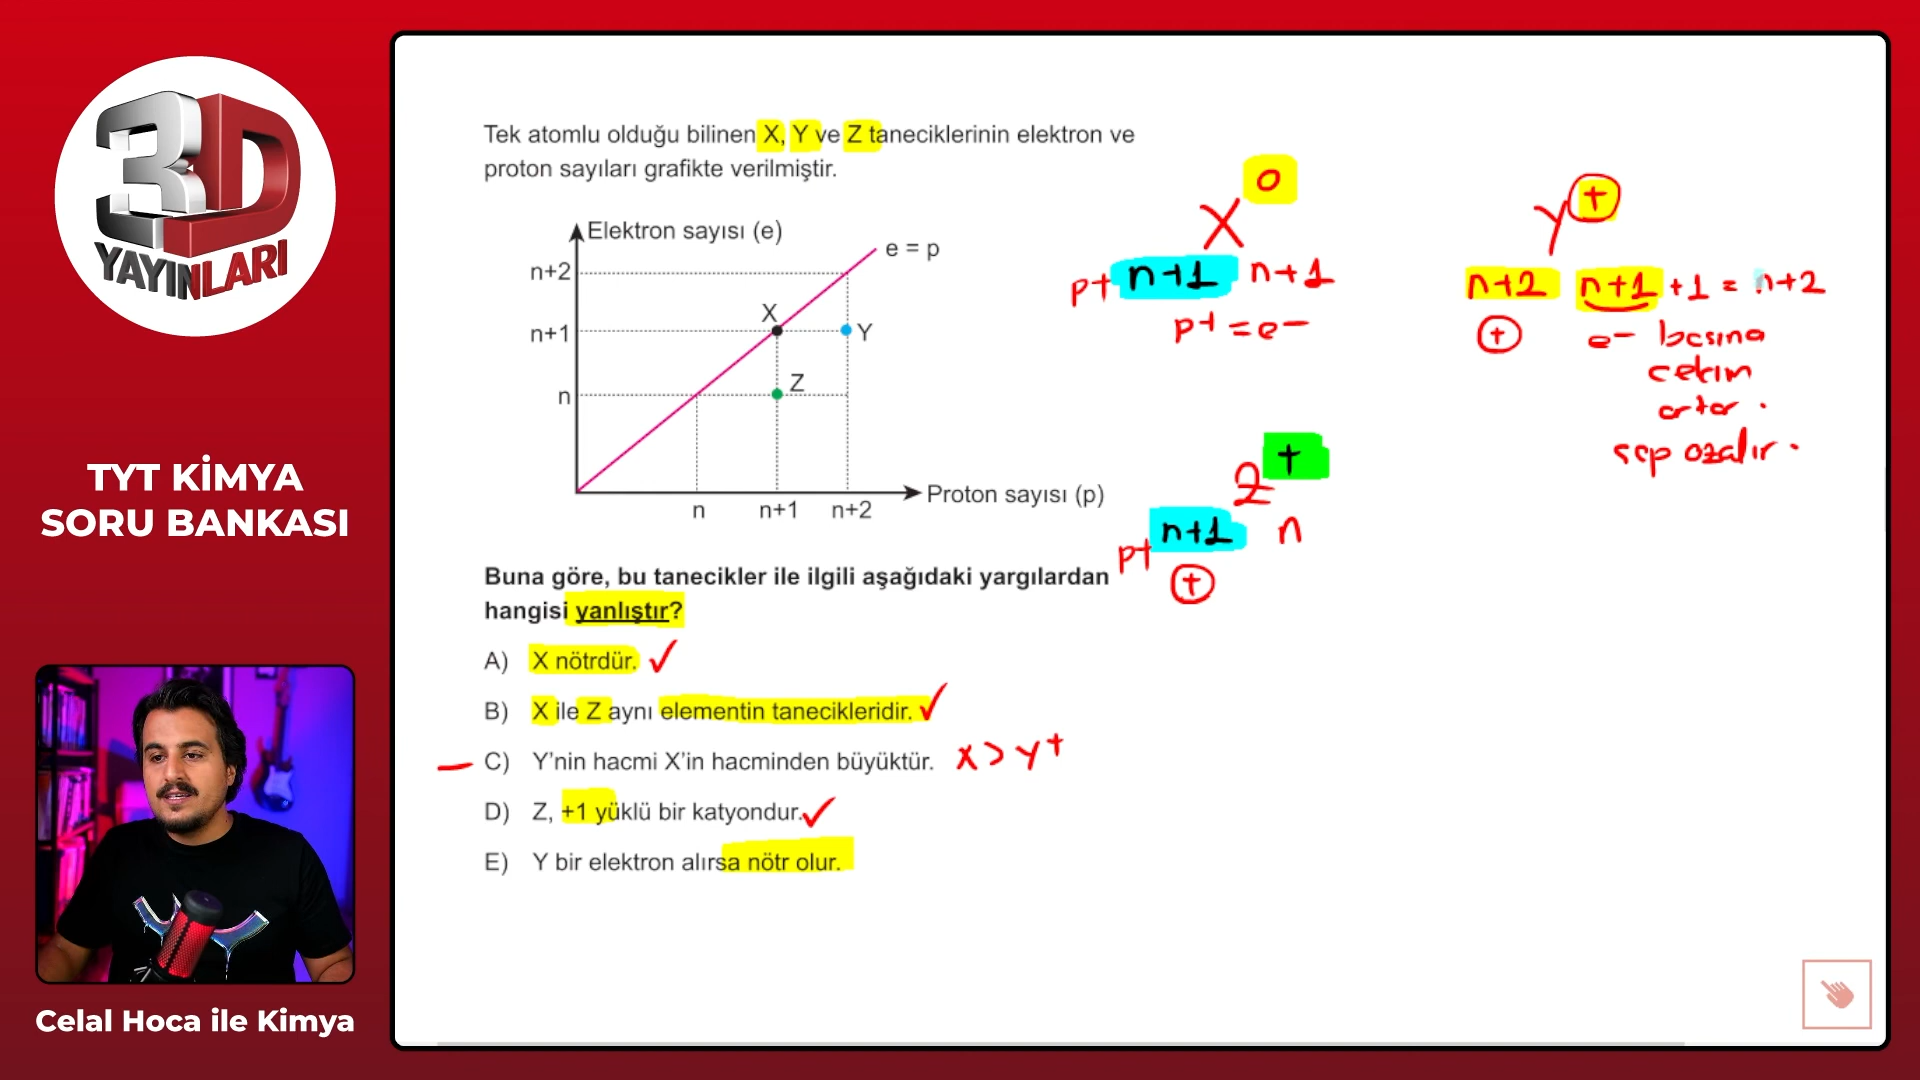 3D
YAYINLARI
TYT KİMYA
SORU BANKASI
Celal Hoca ile Kimya
Tek atomlu olduğu bilinen X, Y ve Z taneciklerinin elektron ve
proton sayıları grafikte verilmiştir.
Elektron sayısı (e)
e = p
n+2
X
n+1
Y
Z
n
Proton sayısı (p)
n n+1 n+2
Buna göre, bu tanecikler ile ilgili aşağıdaki yargılardan
hangisi yanlıştır?
A) X nötrdür. ✓
B) X ile Z aynı elementin tanecikleridir. ✓
C) Y'nin hacmi X'in hacminden büyüktür. X > Y+
D) Z, +1 yüklü bir katyondur. ✓
E) Y bir elektron alırsa nötr olur.
X 0
p+ n+1 n+1
p+ = e-
Y +
n+2 n+1 +1 = n+2
+ e- basına
cekim
artar.
çap azalır.
Z +
p+ n+1 n
+